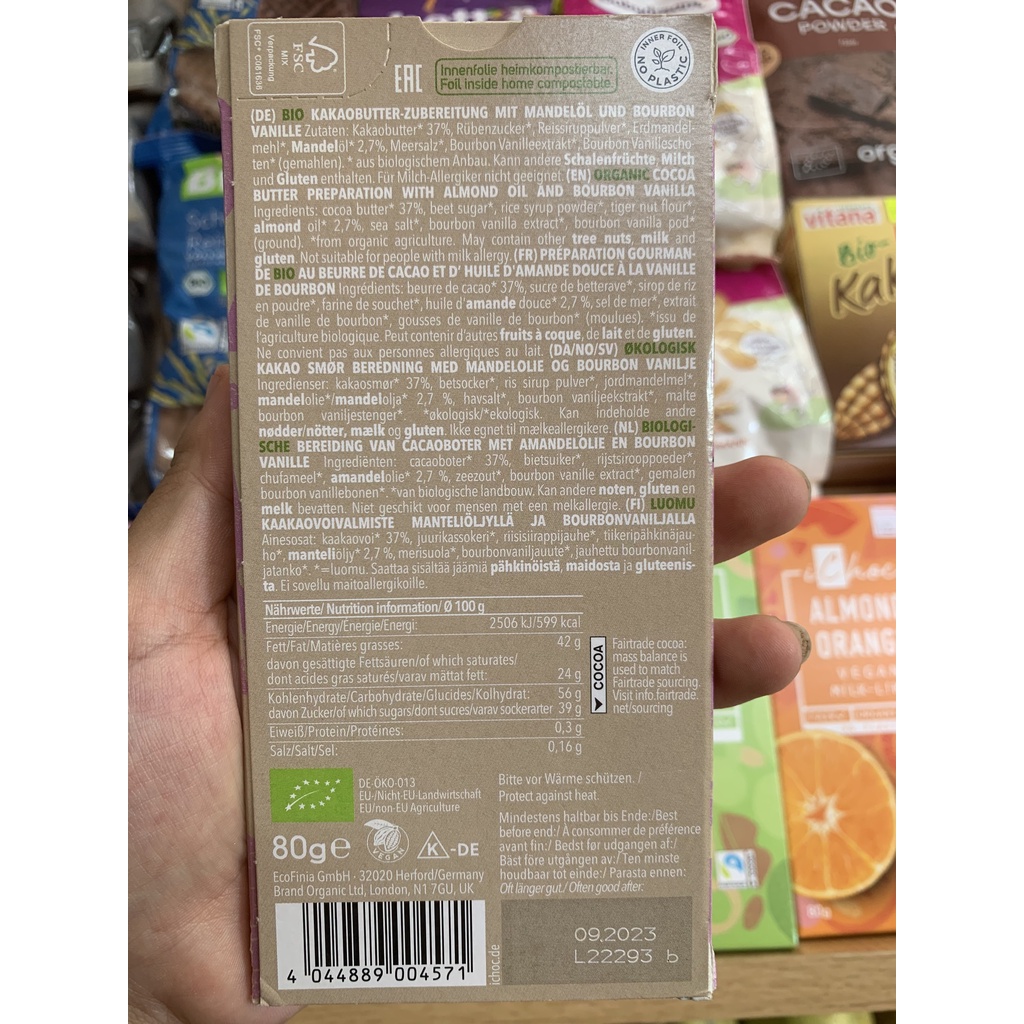 CACAO
POWDER
Verpackung
FSC® C081636
MIX
FSC
EAC
Innenfolie heimkompostierbar.
Foil inside home compostable.
INNER FOIL
NO PLASTIC
(DE) BIO KAKAOBUTTER-ZUBEREITUNG MIT MANDELÖL UND BOURBON
VANILLE Zutaten: Kakaobutter* 37%, Rübenzucker*, Reissiruppulver*, Erdmandel-
mehl*, Mandelöl* 2,7%, Meersalz*, Bourbon Vanilleextrakt*, Bourbon Vanillescho-
ten* (gemahlen). * aus biologischem Anbau. Kann andere Schalenfrüchte, Milch
und Gluten enthalten. Für Milch-Allergiker nicht geeignet. (EN) ORGANIC COCOA
BUTTER PREPARATION WITH ALMOND OIL AND BOURBON VANILLA
Ingredients: cocoa butter* 37%, beet sugar*, rice syrup powder*, tiger nut flour*,
almond oil* 2,7%, sea salt*, bourbon vanilla extract*, bourbon vanilla pod*
(ground). *from organic agriculture. May contain other tree nuts, milk and
gluten. Not suitable for people with milk allergy. (FR) PRÉPARATION GOURMAN-
DE BIO AU BEURRE DE CACAO ET D' HUILE D'AMANDE DOUCE À LA VANILLE
DE BOURBON Ingrédients: beurre de cacao* 37%, sucre de betterave*, sirop de riz
en poudre*, farine de souchet*, huile d'amande douce* 2,7 %, sel de mer*, extrait
de vanille de bourbon*, gousses de vanille de bourbon* (moulues). *issu de
l'agriculture biologique. Peut contenir d'autres fruits à coque, de lait et de gluten.
Ne convient pas aux personnes allergiques au lait. (DA/NO/SV) ØKOLOGISK
KAKAO SMØR BEREDNING MED MANDELOLIE OG BOURBON VANILJE
Ingredienser: kakaosmør* 37%, betsocker*, ris sirup pulver*, jordmandelmel*,
mandelolie*/mandelolja* 2,7 %, havsalt*, bourbon vaniljeekstrakt*, malte
bourbon vaniljestenger*. *økologisk/*ekologisk. Kan indeholde andre
nødder/nötter, mælk og gluten. Ikke egnet til mælkeallergikere. (NL) BIOLOGI-
SCHE BEREIDING VAN CACAOBOTER MET AMANDELOLIE EN BOURBON
VANILLE Ingrediënten: cacaoboter* 37%, bietsuiker*, rijstsirooppoeder*,
chufameel*, amandelolie* 2,7 %, zeezout*, bourbon vanille extract*, gemalen
bourbon vanillebonen*. *van biologische landbouw. Kan andere noten, gluten en
melk bevatten. Niet geschikt voor mensen met een melkallergie. (FI) LUOMU
KAAKAOVOIVALMISTE MANTELIÖLJYLLÄ JA BOURBONVANILJALLA
Ainesosat: kaakaovoi* 37%, juurikassokeri*, riisisiirappijauhe*, tiikeripähkinäjau-
ho*, manteliöljy* 2,7 %, merisuola*, bourbonvaniljauute*, jauhettu bourbonvanil-
jatanko*. *=luomu. Saattaa sisältää jäämiä pähkinöistä, maidosta ja gluteenis-
ta. Ei sovellu maitoallergikoille.
Nährwerte/ Nutrition information/ Ø 100 g
Energie/Energy/Énergie/Energi: 2506 kJ/599 kcal
Fett/Fat/Matières grasses: 42 g
davon gesättigte Fettsäuren/of which saturates/
dont acides gras saturés/varav mättat fett: 24 g
Kohlenhydrate/Carbohydrate/Glucides/Kolhydrat: 56 g
davon Zucker/of which sugars/dont sucres/varav sockerarter 39 g
Eiweiß/Protein/Protéines: 0,3 g
Salz/Salt/Sel: 0,16 g
COCOA
Fairtrade cocoa:
mass balance is
used to match
Fairtrade sourcing.
Visit info.fairtrade.
net/sourcing
DE-ÖKO-013
EU-/Nicht-EU-Landwirtschaft
EU/non-EU Agriculture
80g℮
VEGAN
K-DE
EcoFinia GmbH · 32020 Herford/Germany
Brand Organic Ltd, London, N1 7GU, UK
Bitte vor Wärme schützen. /
Protect against heat.
Mindestens haltbar bis Ende:/Best
before end:/ À consommer de préférence
avant fin:/ Bedst før udgangen af:/
Bäst före utgången av:/ Ten minste
houdbaar tot einde:/ Parasta ennen:
Oft länger gut./ Often good after.
4 044889 004571
ichoc.de
09.2023
L22293 b
vitana
Bio-
iChoc
ALMOND
ORANG
VEGAN
80g